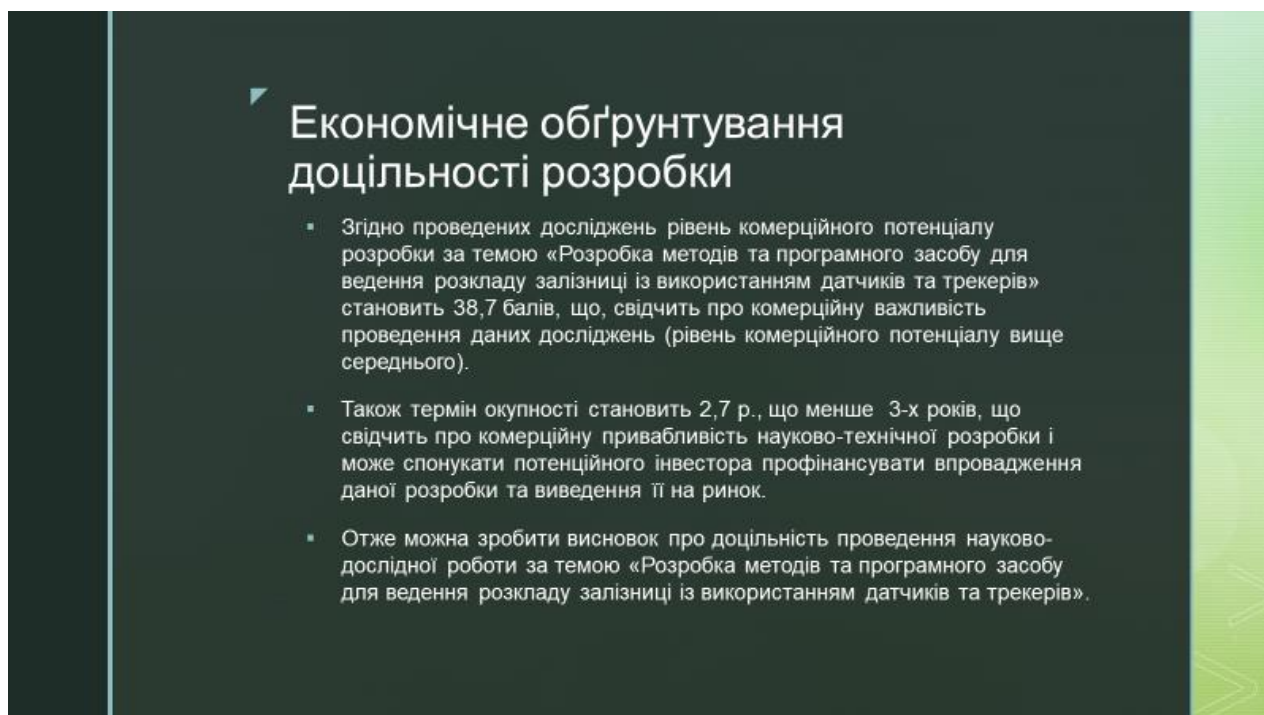 Економічне обґрунтування
доцільності розробки
▪ Згідно проведених досліджень рівень комерційного потенціалу
розробки за темою «Розробка методів та програмного засобу для
ведення розкладу залізниці із використанням датчиків та трекерів»
становить 38,7 балів, що, свідчить про комерційну важливість
проведення даних досліджень (рівень комерційного потенціалу вище
середнього).
▪ Також термін окупності становить 2,7 р., що менше 3-х років, що
свідчить про комерційну привабливість науково-технічної розробки і
може спонукати потенційного інвестора профінансувати впровадження
даної розробки та виведення її на ринок.
▪ Отже можна зробити висновок про доцільність проведення науково-
дослідної роботи за темою «Розробка методів та програмного засобу
для ведення розкладу залізниці із використанням датчиків та трекерів».